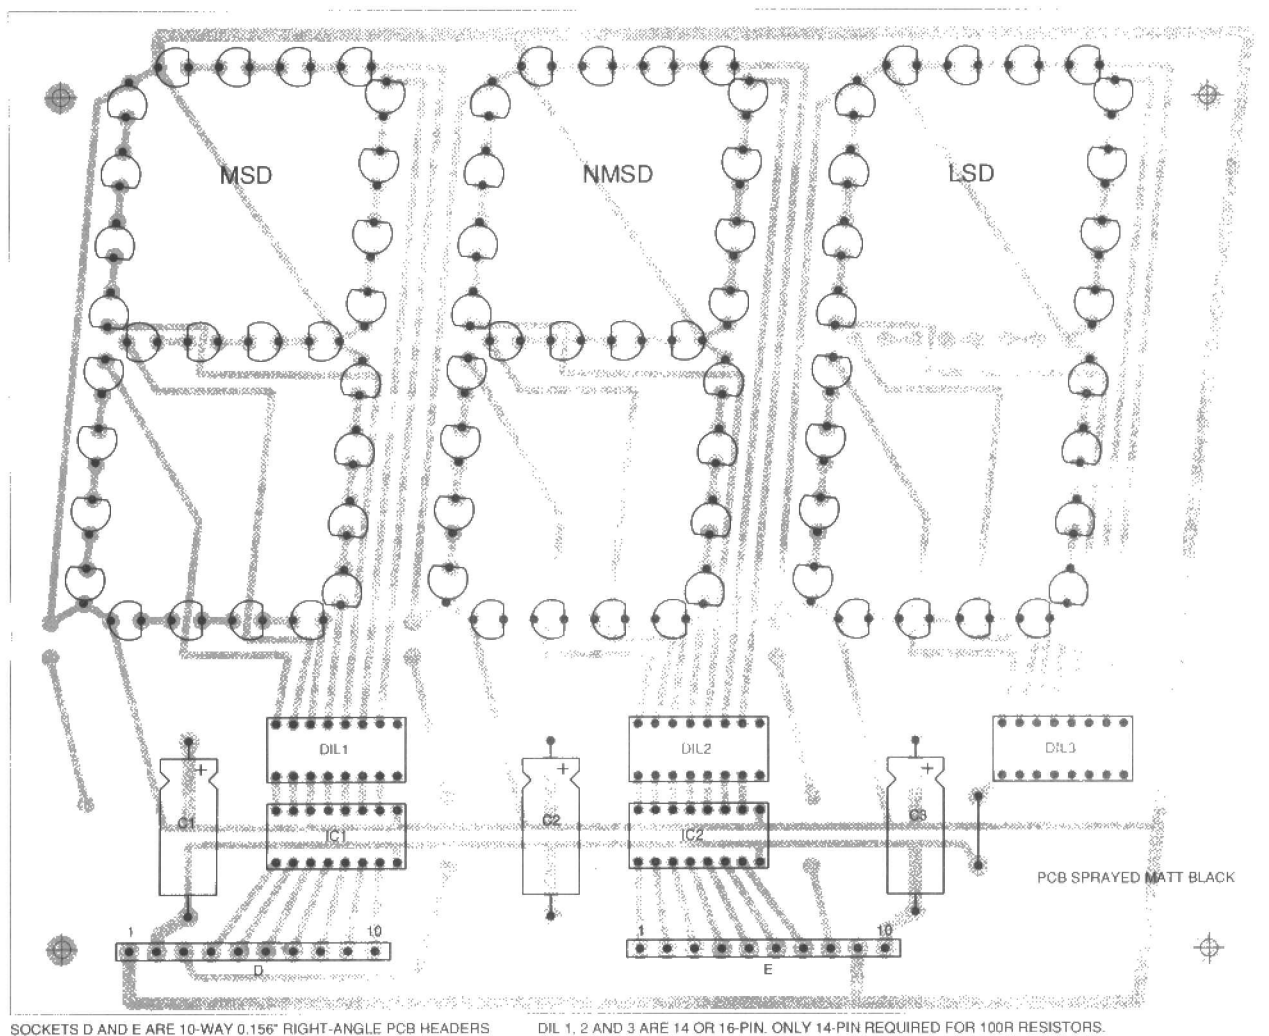 MSD
NMSD
LSD
DIL1
DIL2
DIL3
+
+
+
C1
C2
C3
IC1
IC2
PCB SPRAYED MATT BLACK
1
10
1
10
D
E
SOCKETS D AND E ARE 10-WAY 0.156" RIGHT-ANGLE PCB HEADERS
DIL 1, 2 AND 3 ARE 14 OR 16-PIN. ONLY 14-PIN REQUIRED FOR 100R RESISTORS.